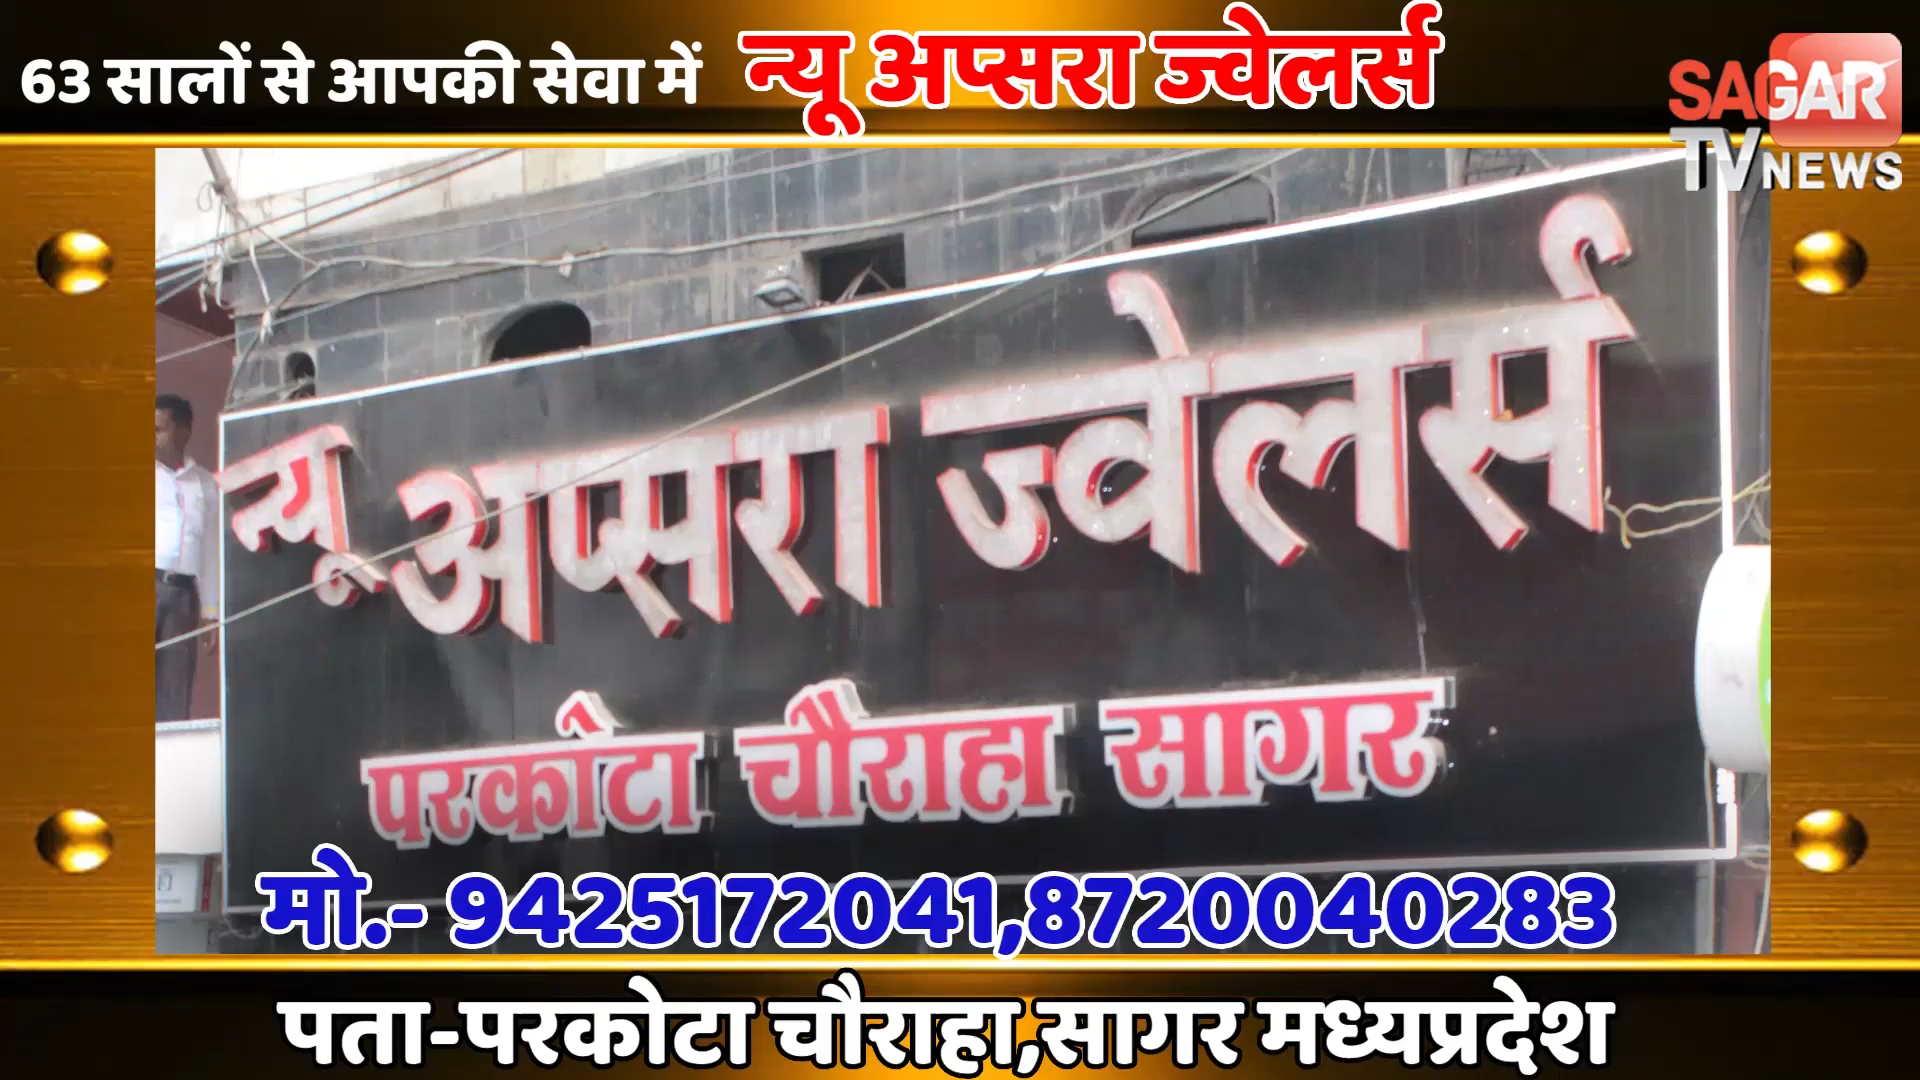 63 सालों से आपकी सेवा में न्यू अप्सरा ज्वेलर्स
SAGAR
TV NEWS
न्यू अप्सरा ज्वेलर्स
परकोटा चौराहा सागर
मो.- 9425172041,8720040283
पता-परकोटा चौराहा,सागर मध्यप्रदेश